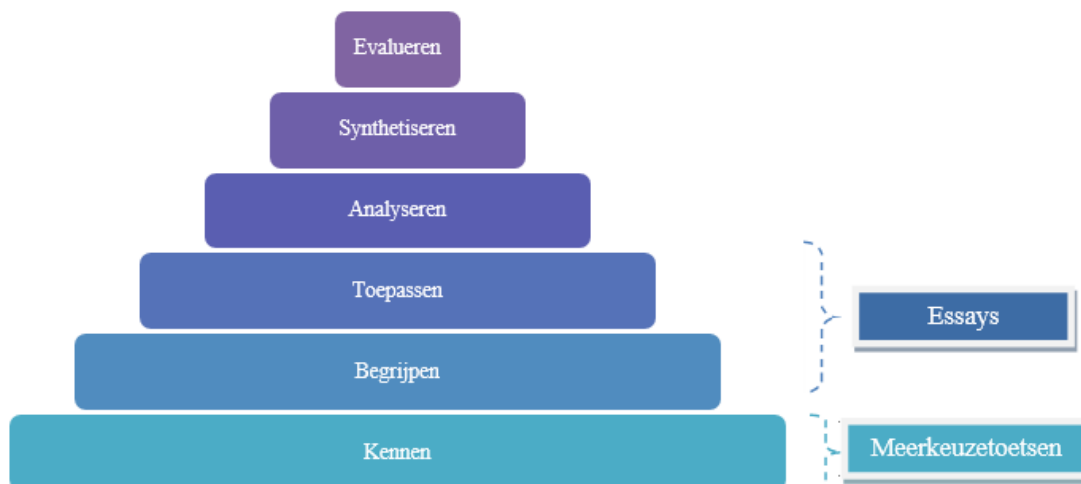 Evalueren
Synthetiseren
Analyseren
Toepassen
Essays
Begrijpen
Kennen
Meerkeuzetoetsen